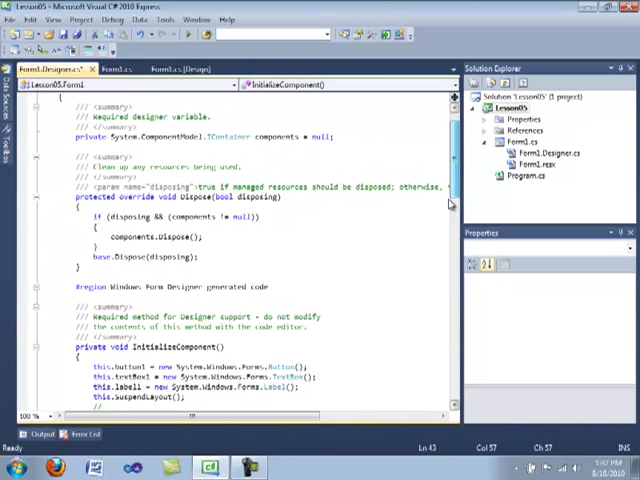 Lesson05 - Microsoft Visual C# 2010 Express
File Edit View Project Debug Data Tools Window Help
Form1.Designer.cs* Form1.cs Form1.cs [Design]
Lesson05.Form1 InitializeComponent()
{
/// <summary>
/// Required designer variable.
/// </summary>
private System.ComponentModel.IContainer components = null;
/// <summary>
/// Clean up any resources being used.
/// </summary>
/// <param name="disposing">true if managed resources should be disposed; otherwise,
protected override void Dispose(bool disposing)
{
if (disposing && (components != null))
{
components.Dispose();
}
base.Dispose(disposing);
}
#region Windows Form Designer generated code
/// <summary>
/// Required method for Designer support - do not modify
/// the contents of this method with the code editor.
/// </summary>
private void InitializeComponent()
{
this.button1 = new System.Windows.Forms.Button();
this.textBox1 = new System.Windows.Forms.TextBox();
this.label1 = new System.Windows.Forms.Label();
this.SuspendLayout();
//
100 %
Data Sources
Toolbox
Solution Explorer
Solution 'Lesson05' (1 project)
Lesson05
Properties
References
Form1.cs
Form1.Designer.cs
Form1.resx
Program.cs
Properties
Output Error List
Ready Ln 43 Col 57 Ch 57 INS
1:37 PM
8/16/2010